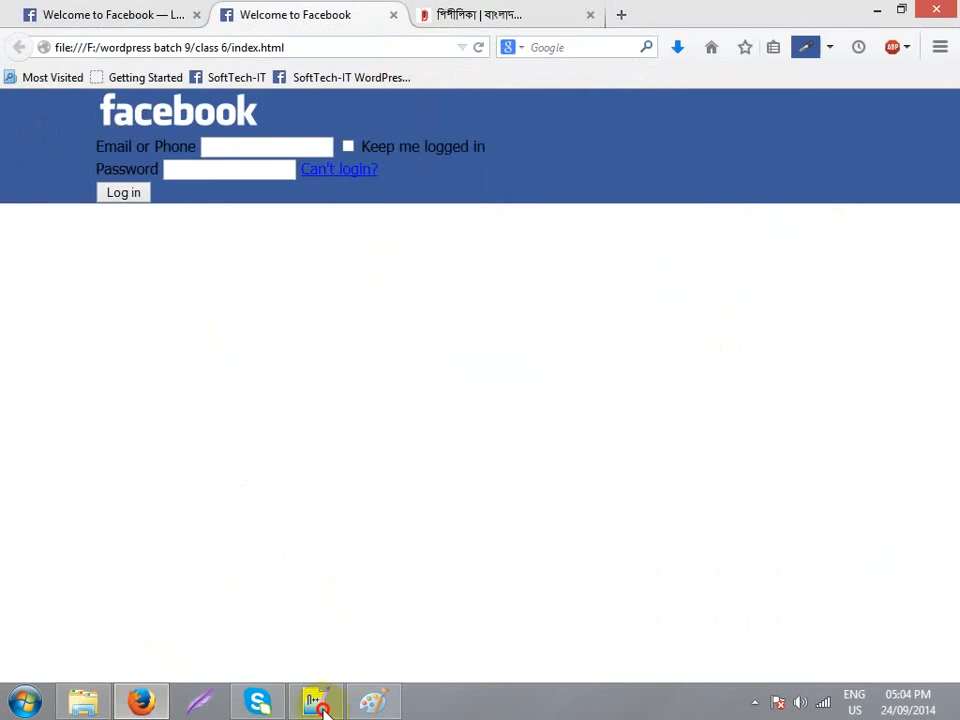 Welcome to Facebook — L...
Welcome to Facebook
পিপীলিকা | বাংলাদ...
file:///F:/wordpress batch 9/class 6/index.html
Google
ABP
Most Visited
Getting Started
SoftTech-IT
SoftTech-IT WordPres...
facebook
Email or Phone
Keep me logged in
Password
Can't login?
Log in
ENG
US
05:04 PM
24/09/2014